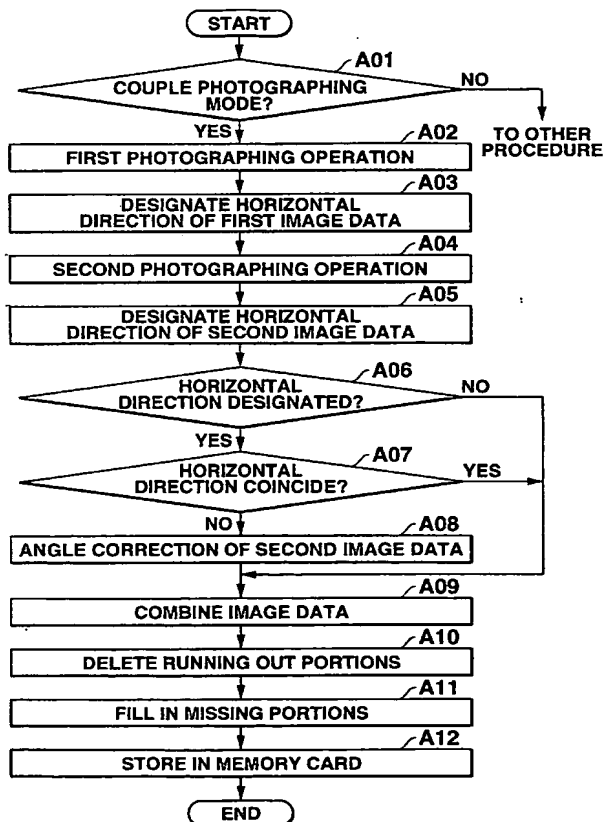 START
A01
COUPLE PHOTOGRAPHING
MODE?
NO
TO OTHER
PROCEDURE
YES
A02
FIRST PHOTOGRAPHING OPERATION
A03
DESIGNATE HORIZONTAL
DIRECTION OF FIRST IMAGE DATA
A04
SECOND PHOTOGRAPHING OPERATION
A05
DESIGNATE HORIZONTAL
DIRECTION OF SECOND IMAGE DATA
A06
HORIZONTAL
DIRECTION DESIGNATED?
NO
YES
A07
HORIZONTAL
DIRECTION COINCIDE?
YES
NO
A08
ANGLE CORRECTION OF SECOND IMAGE DATA
A09
COMBINE IMAGE DATA
A10
DELETE RUNNING OUT PORTIONS
A11
FILL IN MISSING PORTIONS
A12
STORE IN MEMORY CARD
END